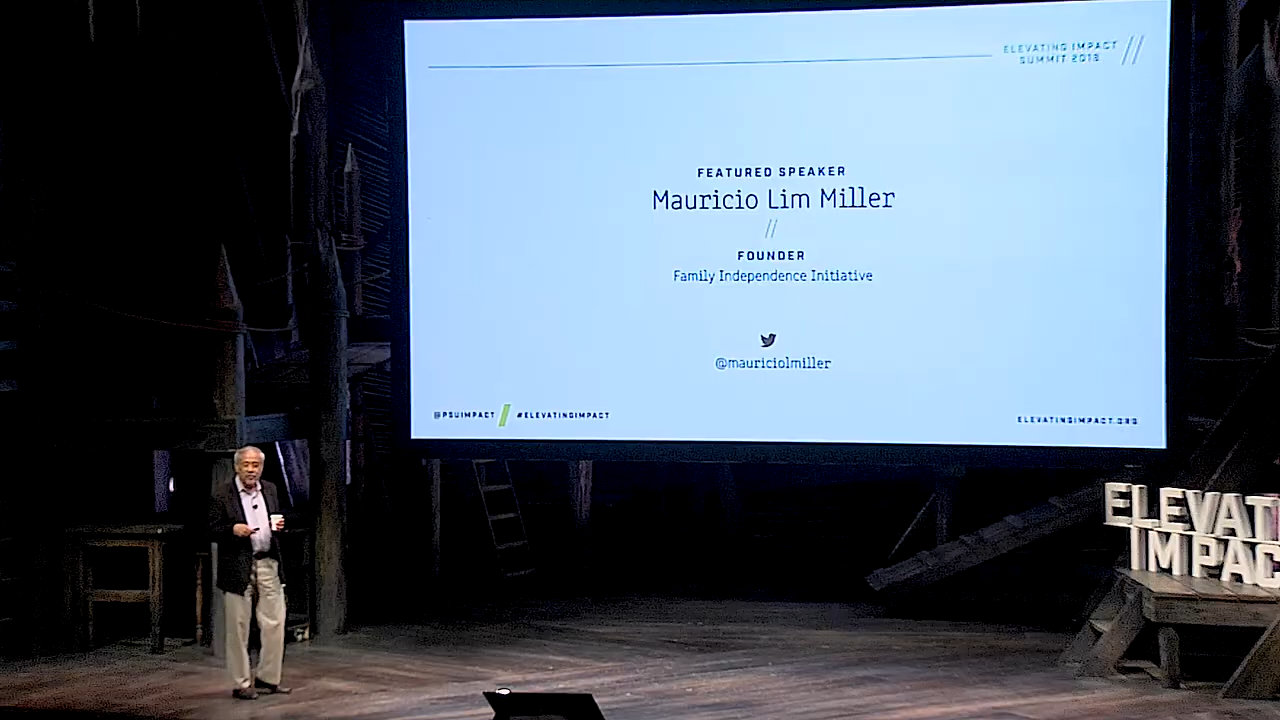 ELEVATING IMPACT
SUMMIT 2018
FEATURED SPEAKER
Mauricio Lim Miller
//
FOUNDER
Family Independence Initiative
@mauriciolmiller
@PSUIMPACT // #ELEVATINGIMPACT
ELEVATINGIMPACT.ORG
ELEVATI
IMPAC